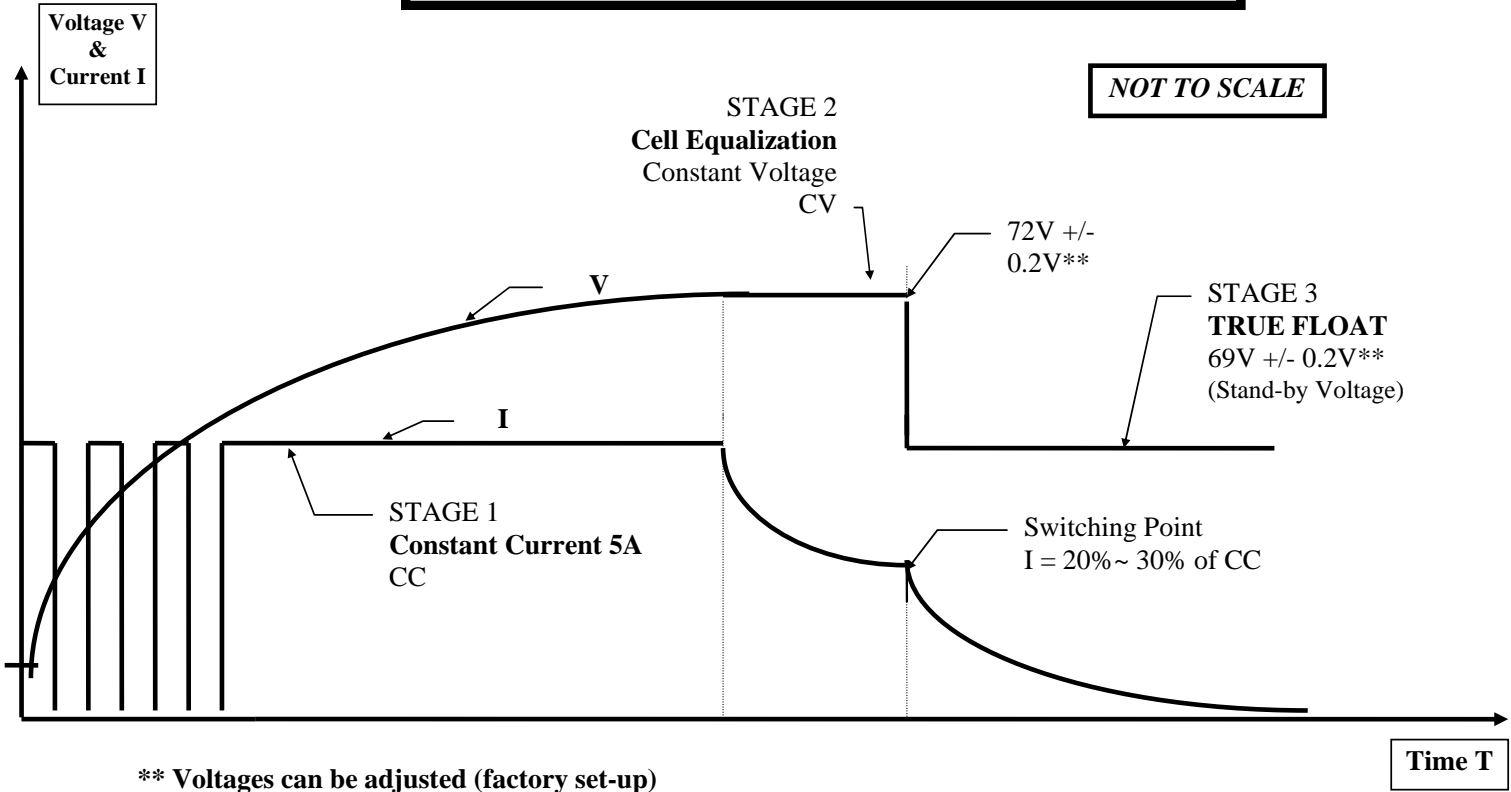 Voltage V
&
Current I
NOT TO SCALE
STAGE 2
Cell Equalization
Constant Voltage
CV
72V +/-
0.2V**
V
STAGE 3
TRUE FLOAT
69V +/- 0.2V**
(Stand-by Voltage)
I
STAGE 1
Constant Current 5A
CC
Switching Point
I = 20%~ 30% of CC
Time T
** Voltages can be adjusted (factory set-up)